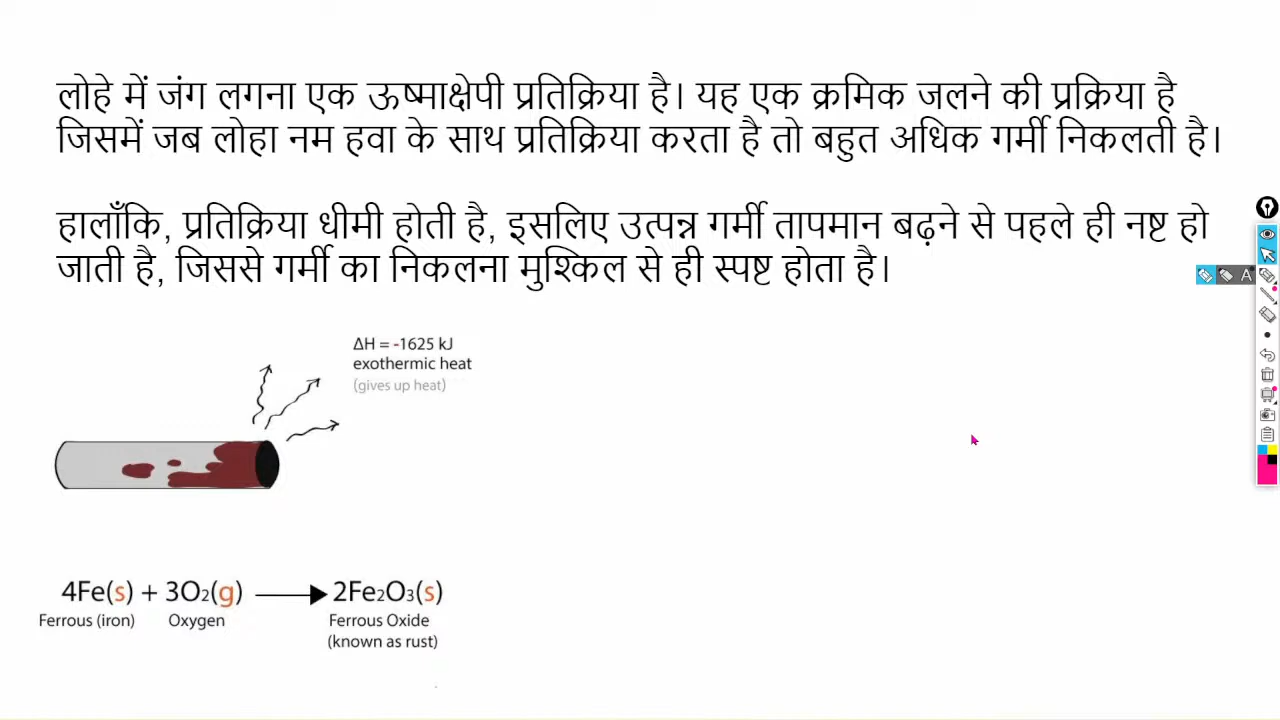 लोहे में जंग लगना एक ऊष्माक्षेपी प्रतिक्रिया है। यह एक क्रमिक जलने की प्रक्रिया है
जिसमें जब लोहा नम हवा के साथ प्रतिक्रिया करता है तो बहुत अधिक गर्मी निकलती है।
हालाँकि, प्रतिक्रिया धीमी होती है, इसलिए उत्पन्न गर्मी तापमान बढ़ने से पहले ही नष्ट हो
जाती है, जिससे गर्मी का निकलना मुश्किल से ही स्पष्ट होता है।
ΔH = -1625 kJ
exothermic heat
(gives up heat)
4Fe(s) + 3O₂(g) ⟶ 2Fe₂O₃(s)
Ferrous (iron) Oxygen Ferrous Oxide
(known as rust)
A